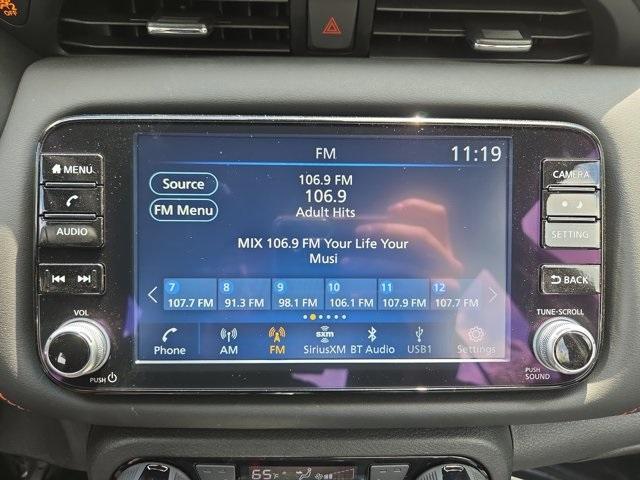 OFF
FM
11:19
MENU
Source
106.9 FM
106.9
Adult Hits
FM Menu
MIX 106.9 FM Your Life Your
Musi
7 8 9 10 11 12
107.7 FM 91.3 FM 98.1 FM 106.1 FM 107.9 FM 107.7 FM
Phone AM FM SiriusXM BT Audio USB1 Settings
AUDIO
VOL
PUSH
CAMERA
SETTING
BACK
TUNE-SCROLL
PUSH
SOUND
65°F